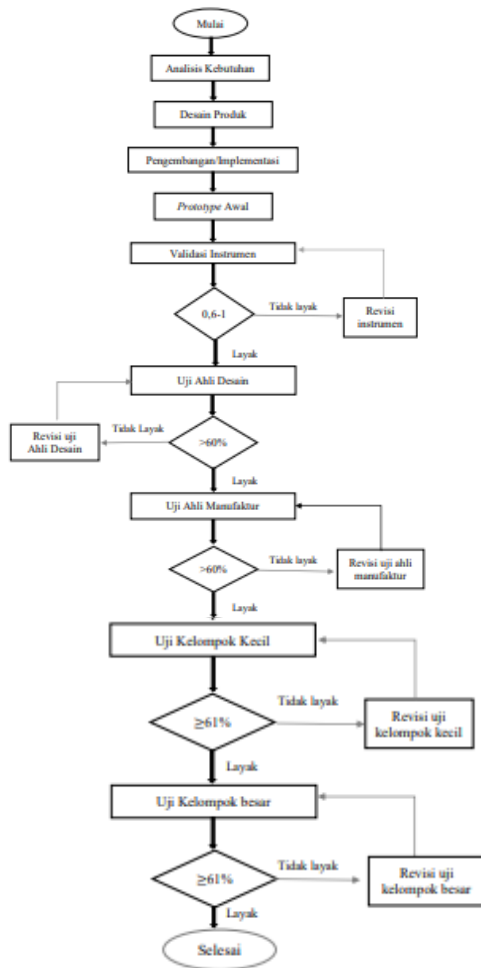 Mulai
Analisis Kebutuhan
Desain Produk
Pengembangan/Implementasi
Prototype Awal
Validasi Instrumen
0,6-1
Tidak layak
Revisi
instrumen
Layak
Uji Ahli Desain
Revisi uji
Ahli Desain
Tidak Layak
>60%
Layak
Uji Ahli Manufaktur
>60%
Tidak layak
Revisi uji ahli
manufaktur
Layak
Uji Kelompok Kecil
≥61%
Tidak layak
Revisi uji
kelompok kecil
Layak
Uji Kelompok besar
≥61%
Tidak layak
Revisi uji
kelompok besar
Layak
Selesai